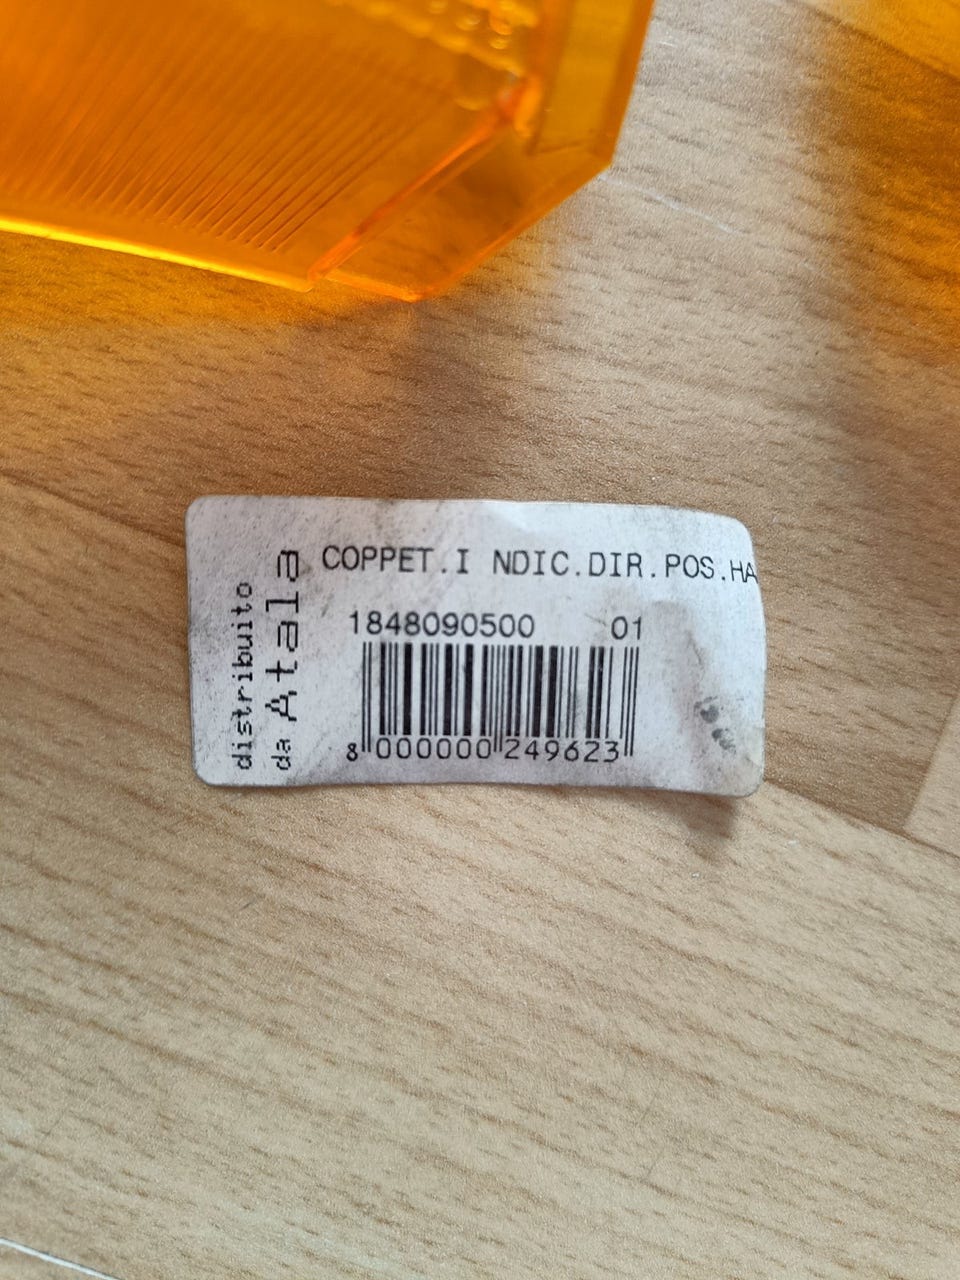 distribuito
da Atala
COPPET.I NDIC.DIR.POS.HA
1848090500 01
8 000000 249623